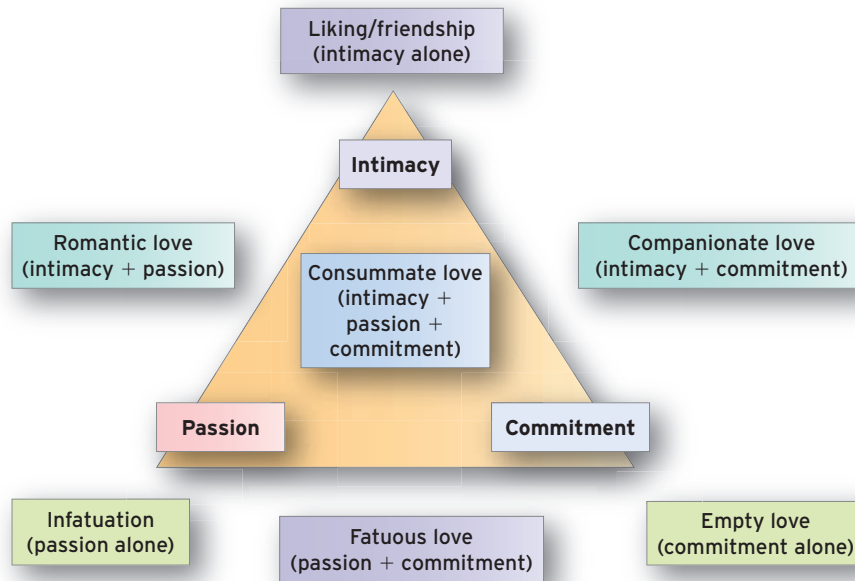 Liking/friendship
(intimacy alone)
Intimacy
Romantic love
(intimacy + passion)
Companionate love
(intimacy + commitment)
Consummate love
(intimacy +
passion +
commitment)
Passion
Commitment
Infatuation
(passion alone)
Fatuous love
(passion + commitment)
Empty love
(commitment alone)